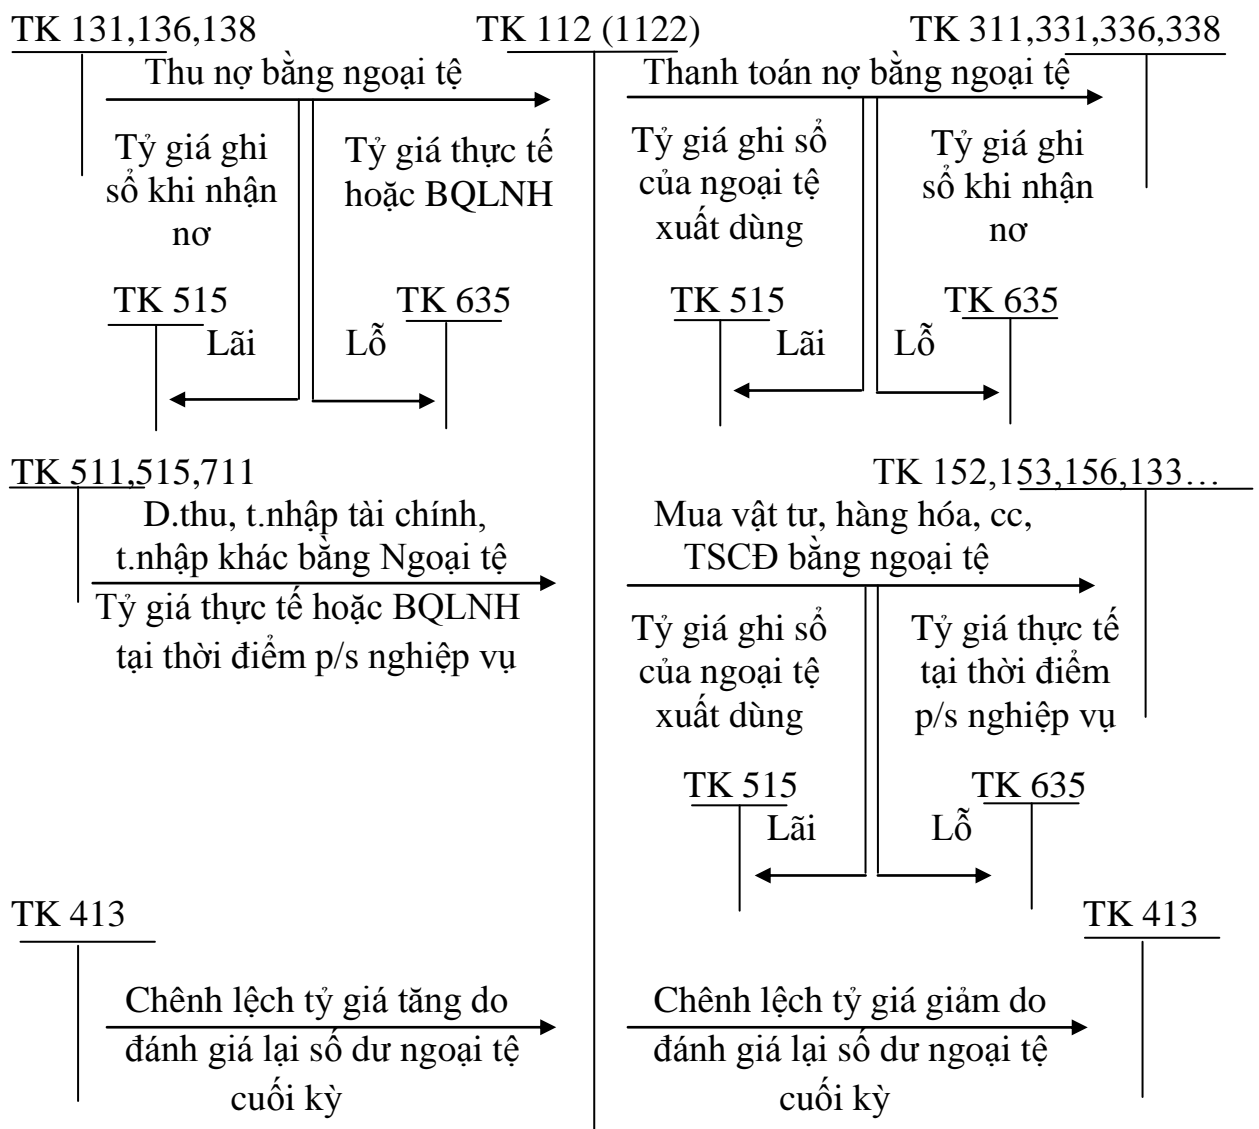 TK 131,136,138
TK 112 (1122)
TK 311,331,336,338
Thu nợ bằng ngoại tệ
Thanh toán nợ bằng ngoại tệ
Tỷ giá ghi
sổ khi nhận
nơ
Tỷ giá thực tế
hoặc BQLNH
Tỷ giá ghi sổ
của ngoại tệ
xuất dùng
Tỷ giá ghi
sổ khi nhận
nơ
TK 515
Lãi
TK 635
Lỗ
TK 515
Lãi
TK 635
Lỗ
TK 511,515,711
D.thu, t.nhập tài chính,
t.nhập khác bằng Ngoại tệ
Tỷ giá thực tế hoặc BQLNH
tại thời điểm p/s nghiệp vụ
TK 152,153,156,133…
Mua vật tư, hàng hóa, cc,
TSCĐ bằng ngoại tệ
Tỷ giá ghi sổ
của ngoại tệ
xuất dùng
Tỷ giá thực tế
tại thời điểm
p/s nghiệp vụ
TK 515
Lãi
TK 635
Lỗ
TK 413
Chênh lệch tỷ giá tăng do
đánh giá lại số dư ngoại tệ
cuối kỳ
TK 413
Chênh lệch tỷ giá giảm do
đánh giá lại số dư ngoại tệ
cuối kỳ